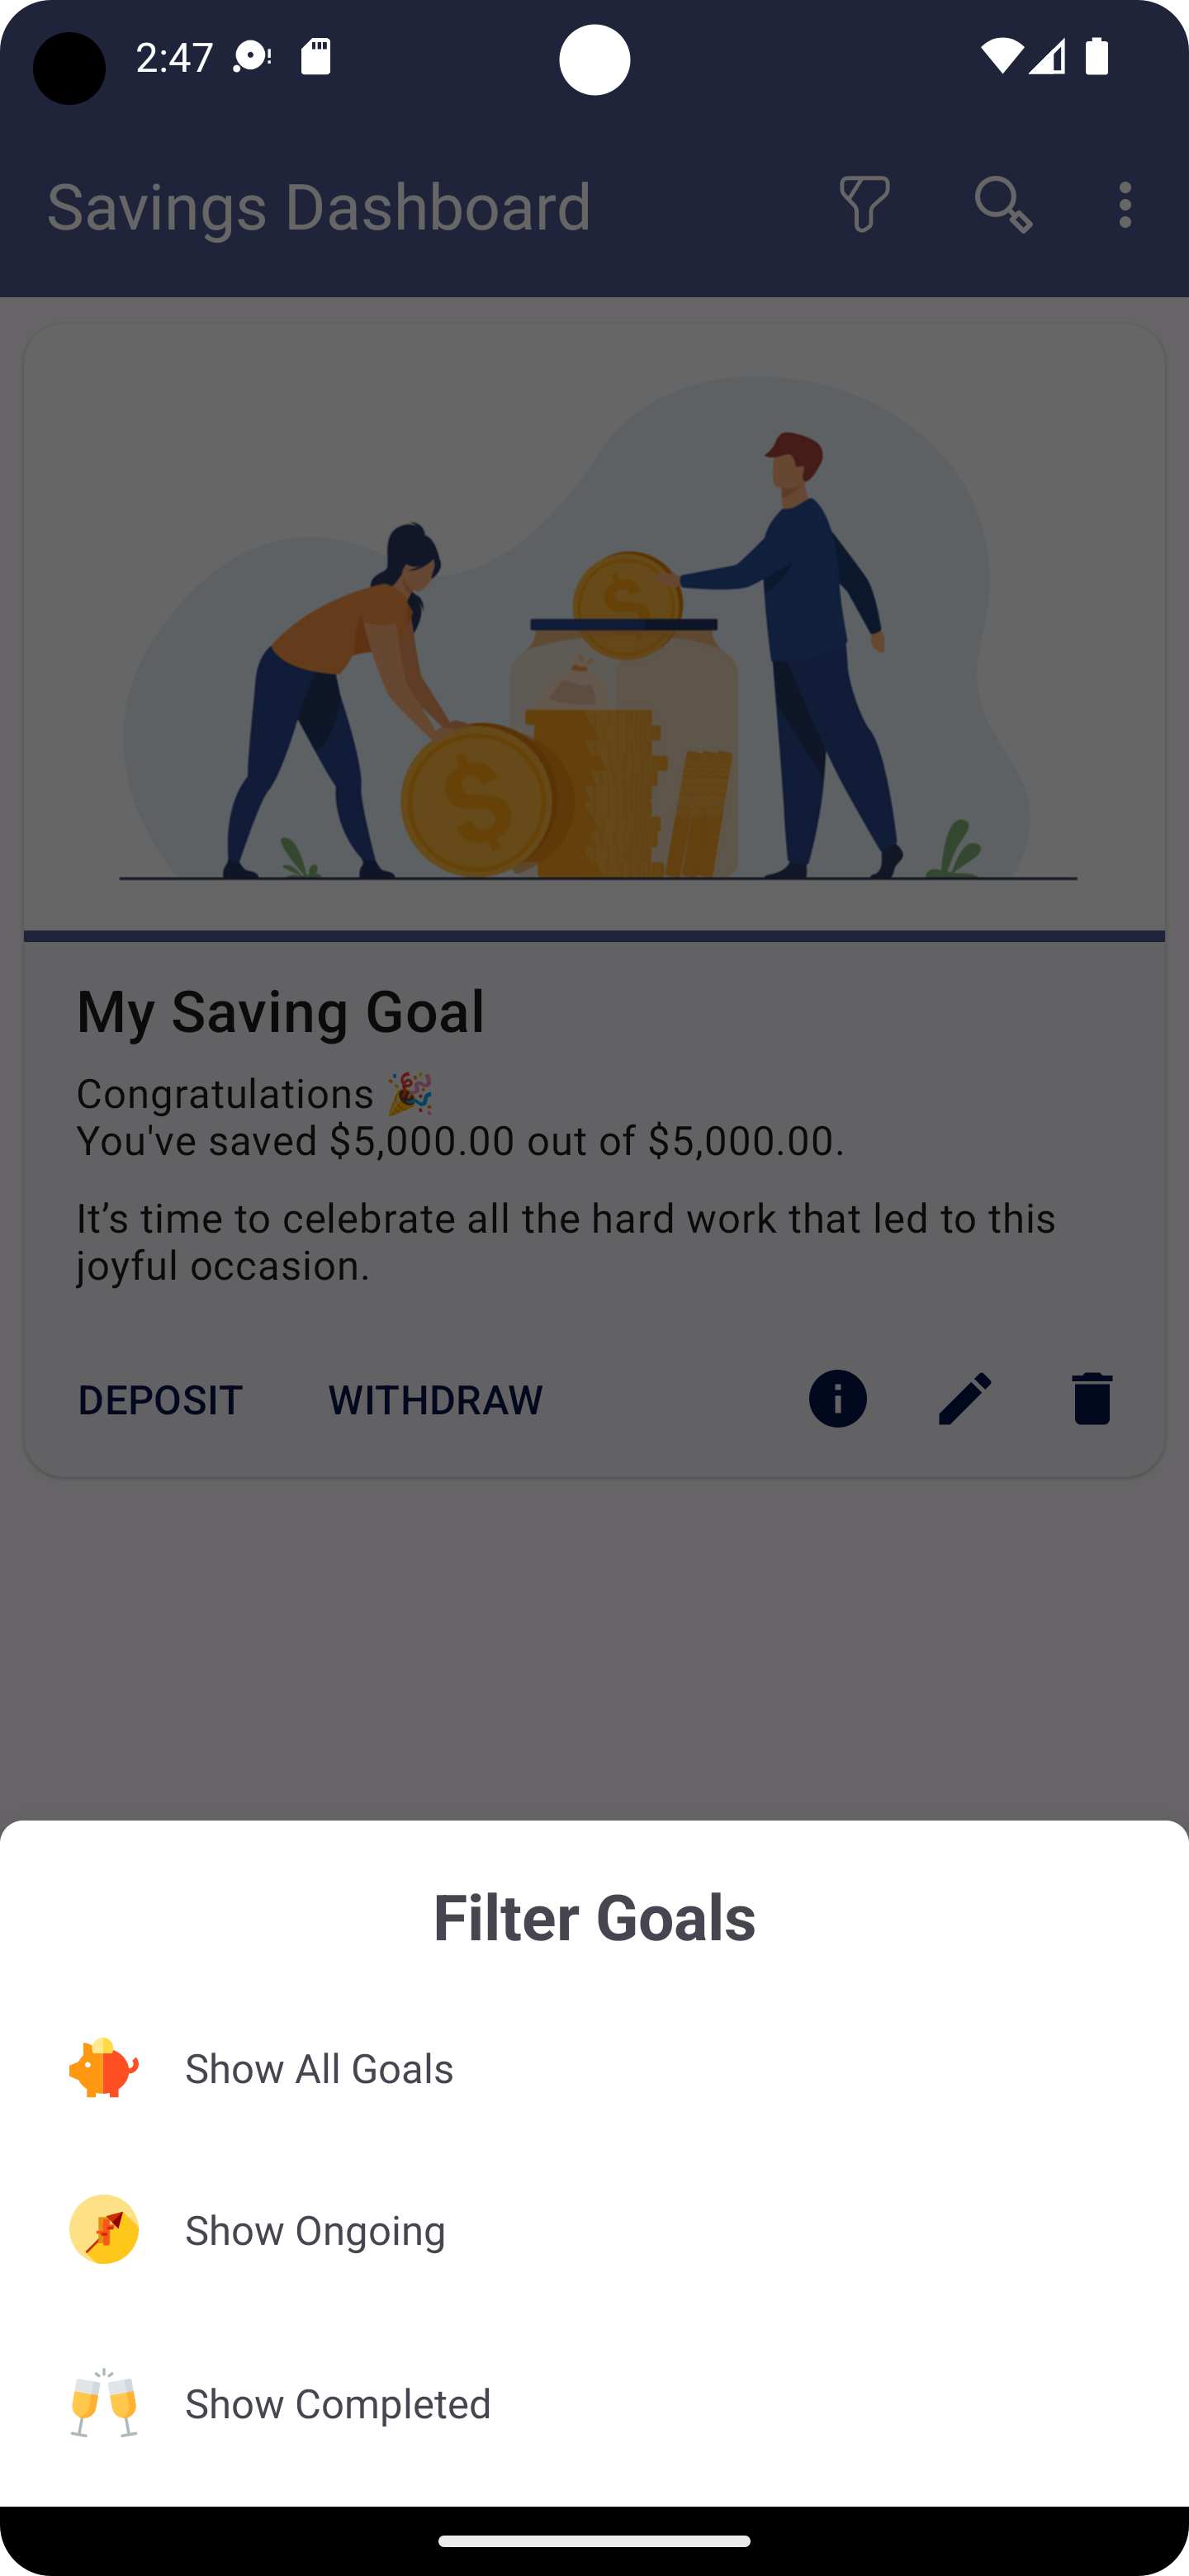 2:47
Savings Dashboard
My Saving Goal
Congratulations 🎉
You've saved $5,000.00 out of $5,000.00.
It’s time to celebrate all the hard work that led to this
joyful occasion.
DEPOSIT WITHDRAW
Filter Goals
Show All Goals
Show Ongoing
Show Completed